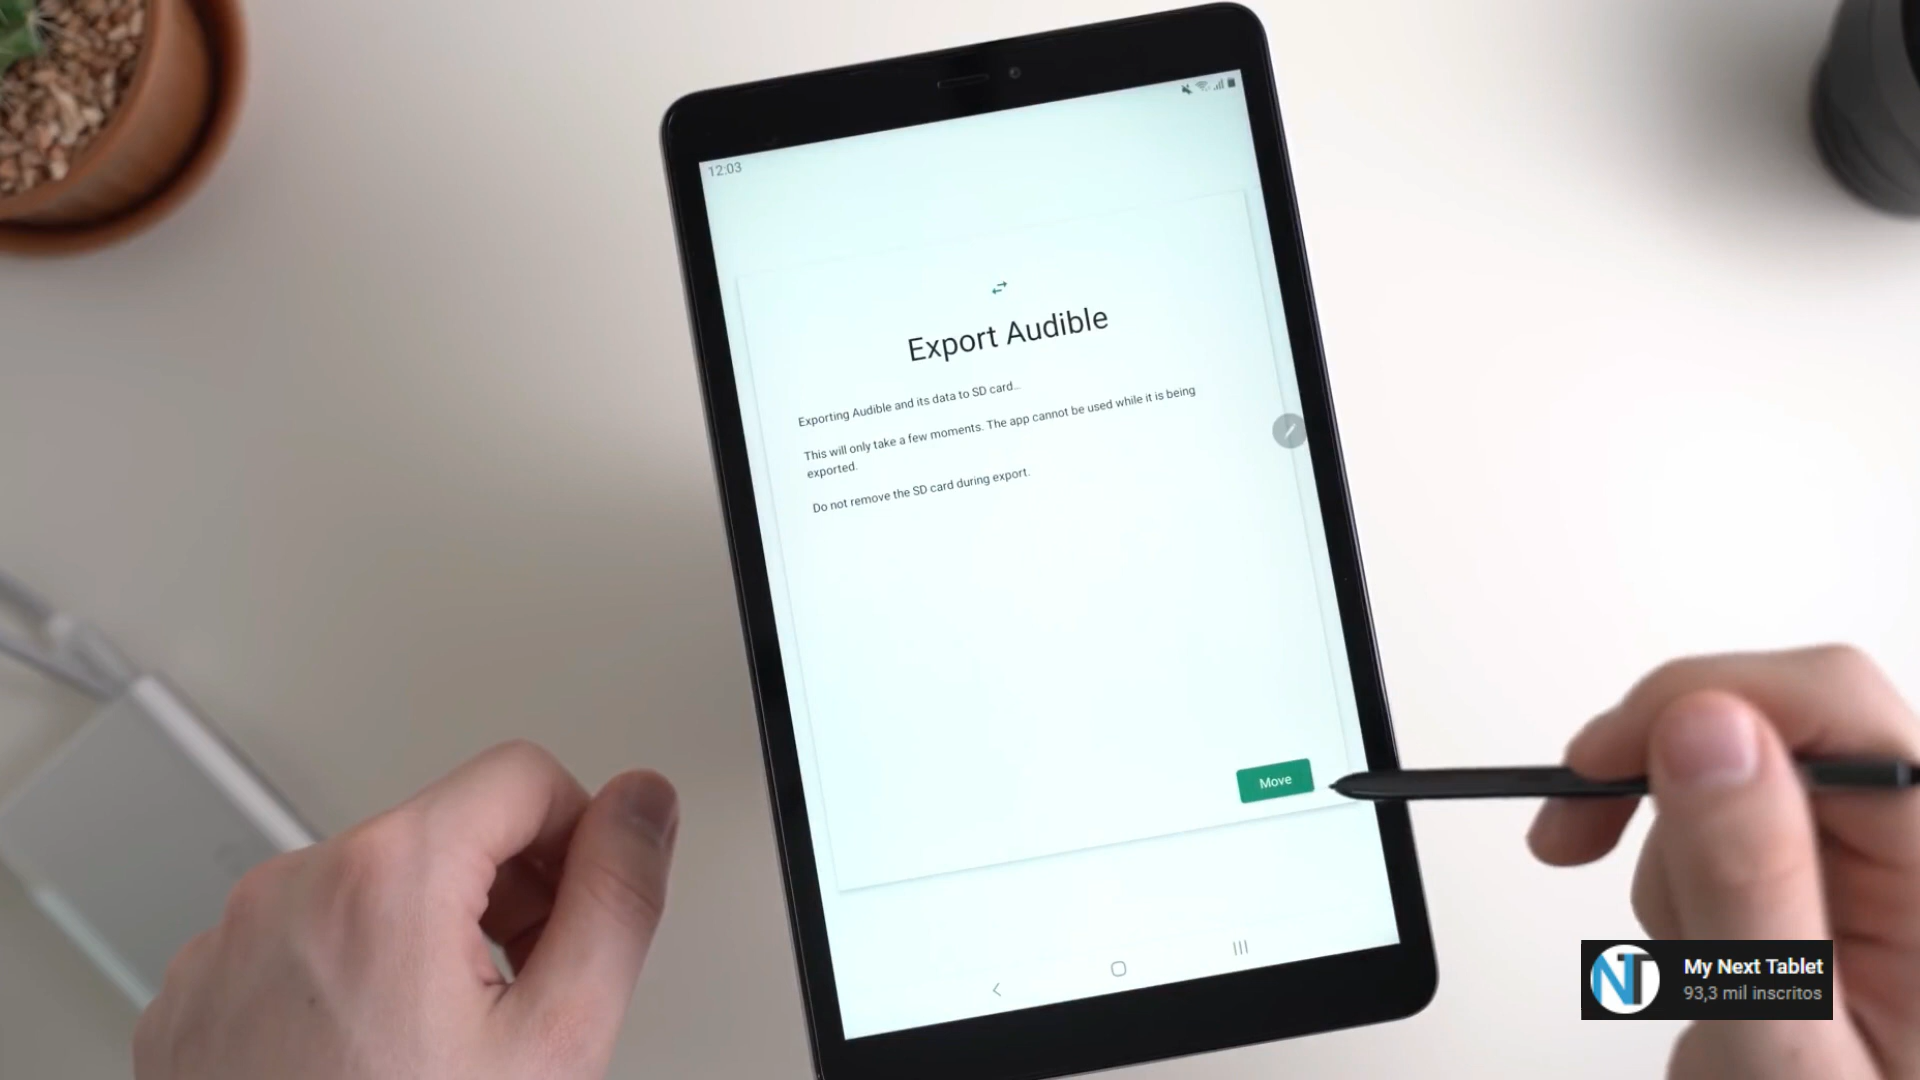 12:03
Export Audible
Exporting Audible and its data to SD card...
This will only take a few moments. The app cannot be used while it is being
exported.
Do not remove the SD card during export.
Move
NT
My Next Tablet
93,3 mil inscritos